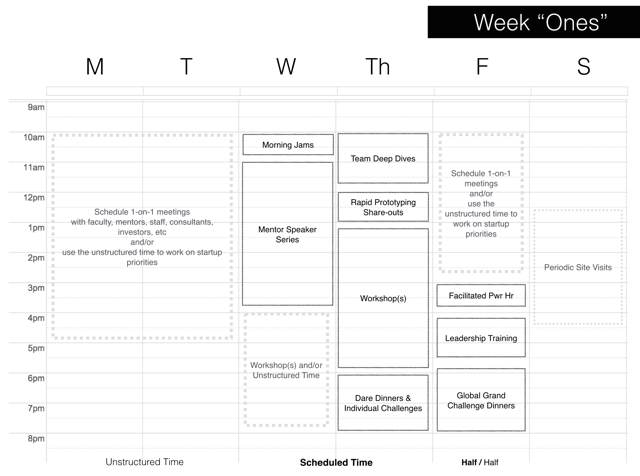 Week “Ones”
M T W Th F S
9am
10am
11am
12pm
1pm
2pm
3pm
4pm
5pm
6pm
7pm
8pm
Schedule 1-on-1 meetings
with faculty, mentors, staff, consultants,
investors, etc
and/or
use the unstructured time to work on startup
priorities
Morning Jams
Mentor Speaker
Series
Workshop(s) and/or
Unstructured Time
Team Deep Dives
Rapid Prototyping
Share-outs
Workshop(s)
Dare Dinners &
Individual Challenges
Schedule 1-on-1
meetings
and/or
use the
unstructured time to
work on startup
priorities
Facilitated Pwr Hr
Leadership Training
Global Grand
Challenge Dinners
Periodic Site Visits
Unstructured Time
Scheduled Time
Half / Half